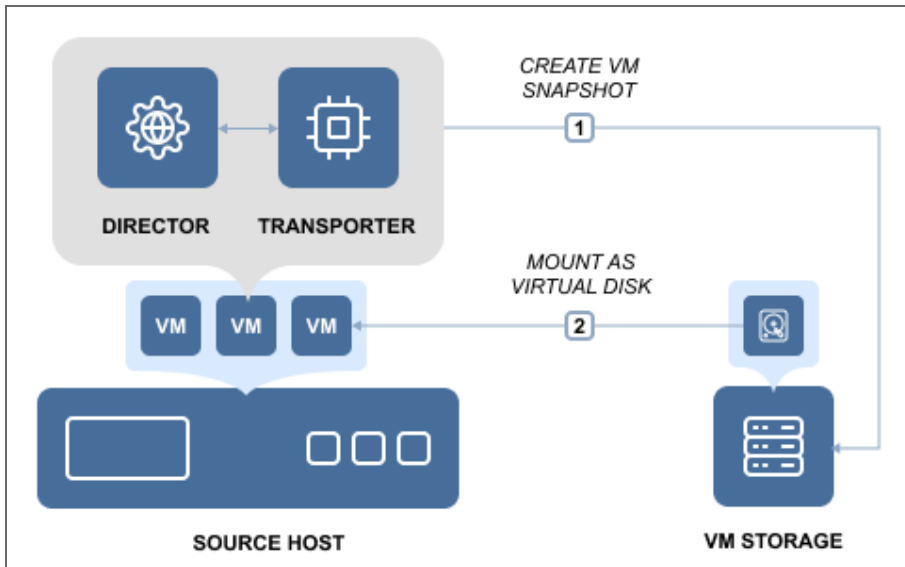 CREATE VM
SNAPSHOT
1
DIRECTOR
TRANSPORTER
MOUNT AS
VIRTUAL DISK
2
VM
VM
VM
SOURCE HOST
VM STORAGE